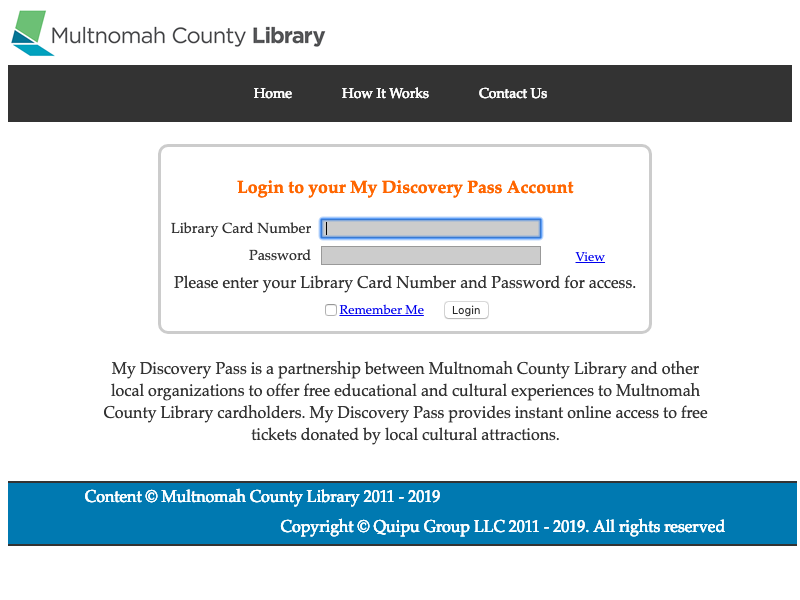 Multnomah County Library
Home How It Works Contact Us
Login to your My Discovery Pass Account
Library Card Number
Password View
Please enter your Library Card Number and Password for access.
Remember Me Login
My Discovery Pass is a partnership between Multnomah County Library and other
local organizations to offer free educational and cultural experiences to Multnomah
County Library cardholders. My Discovery Pass provides instant online access to free
tickets donated by local cultural attractions.
Content © Multnomah County Library 2011 - 2019
Copyright © Quipu Group LLC 2011 - 2019. All rights reserved